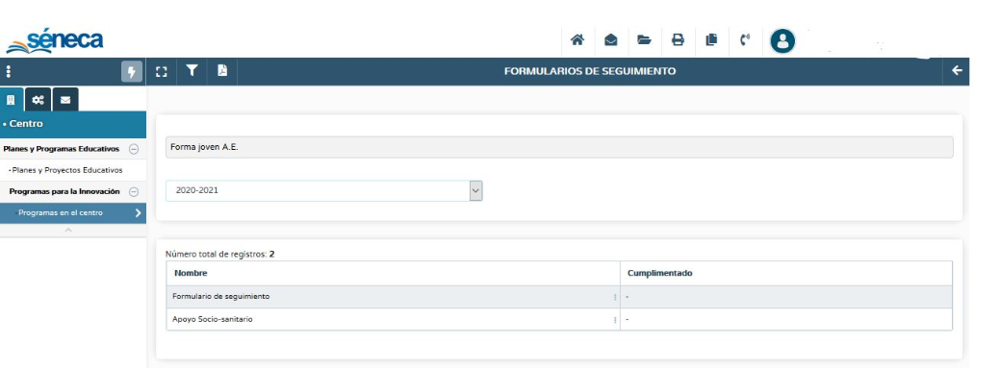 séneca
FORMULARIOS DE SEGUIMIENTO
• Centro
Planes y Programas Educativos
Planes y Proyectos Educativos
Programas para la Innovación
Programas en el centro
Forma joven A.E.
2020-2021
Número total de registros: 2
Nombre Cumplimentado
Formulario de seguimiento -
Apoyo Socio-sanitario -